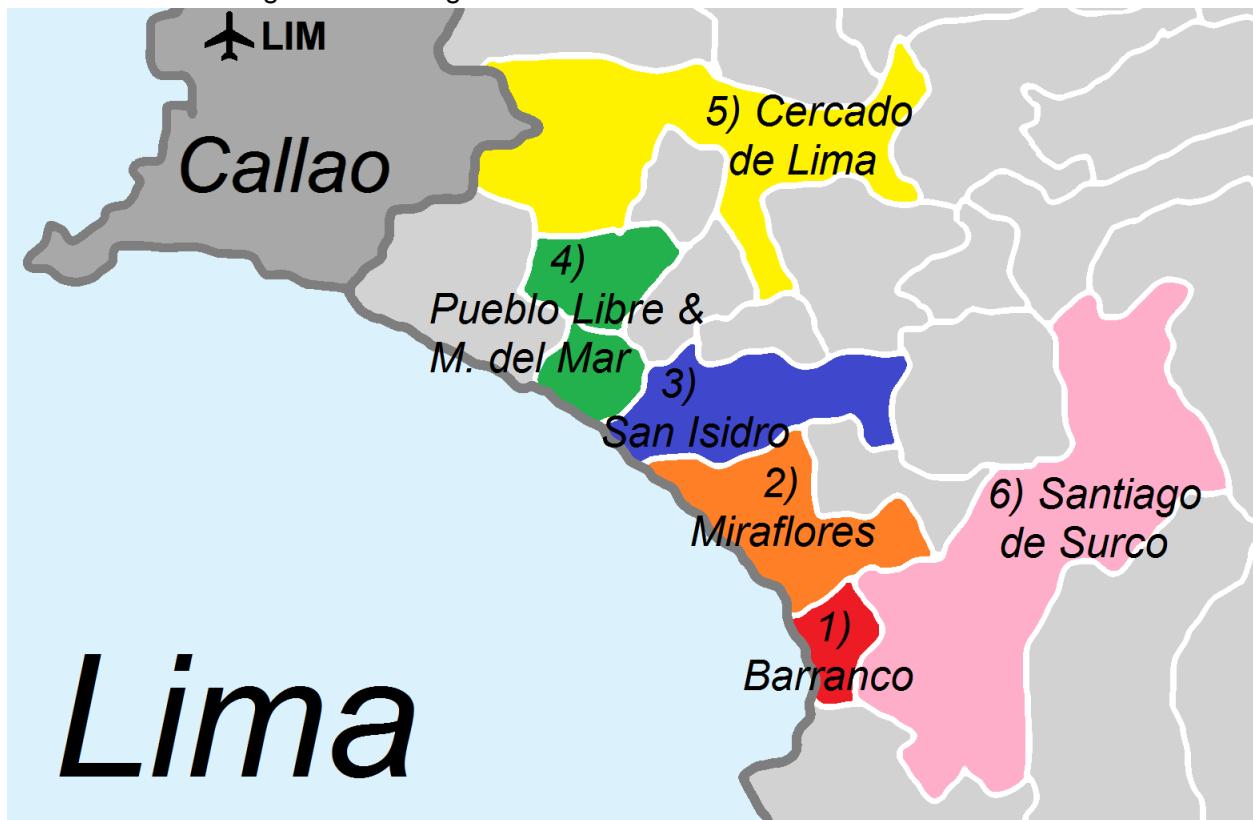 LIM
Callao
5) Cercado
de Lima
4)
Pueblo Libre &
M. del Mar
3)
San Isidro
2)
Miraflores
6) Santiago
de Surco
1)
Barranco
Lima